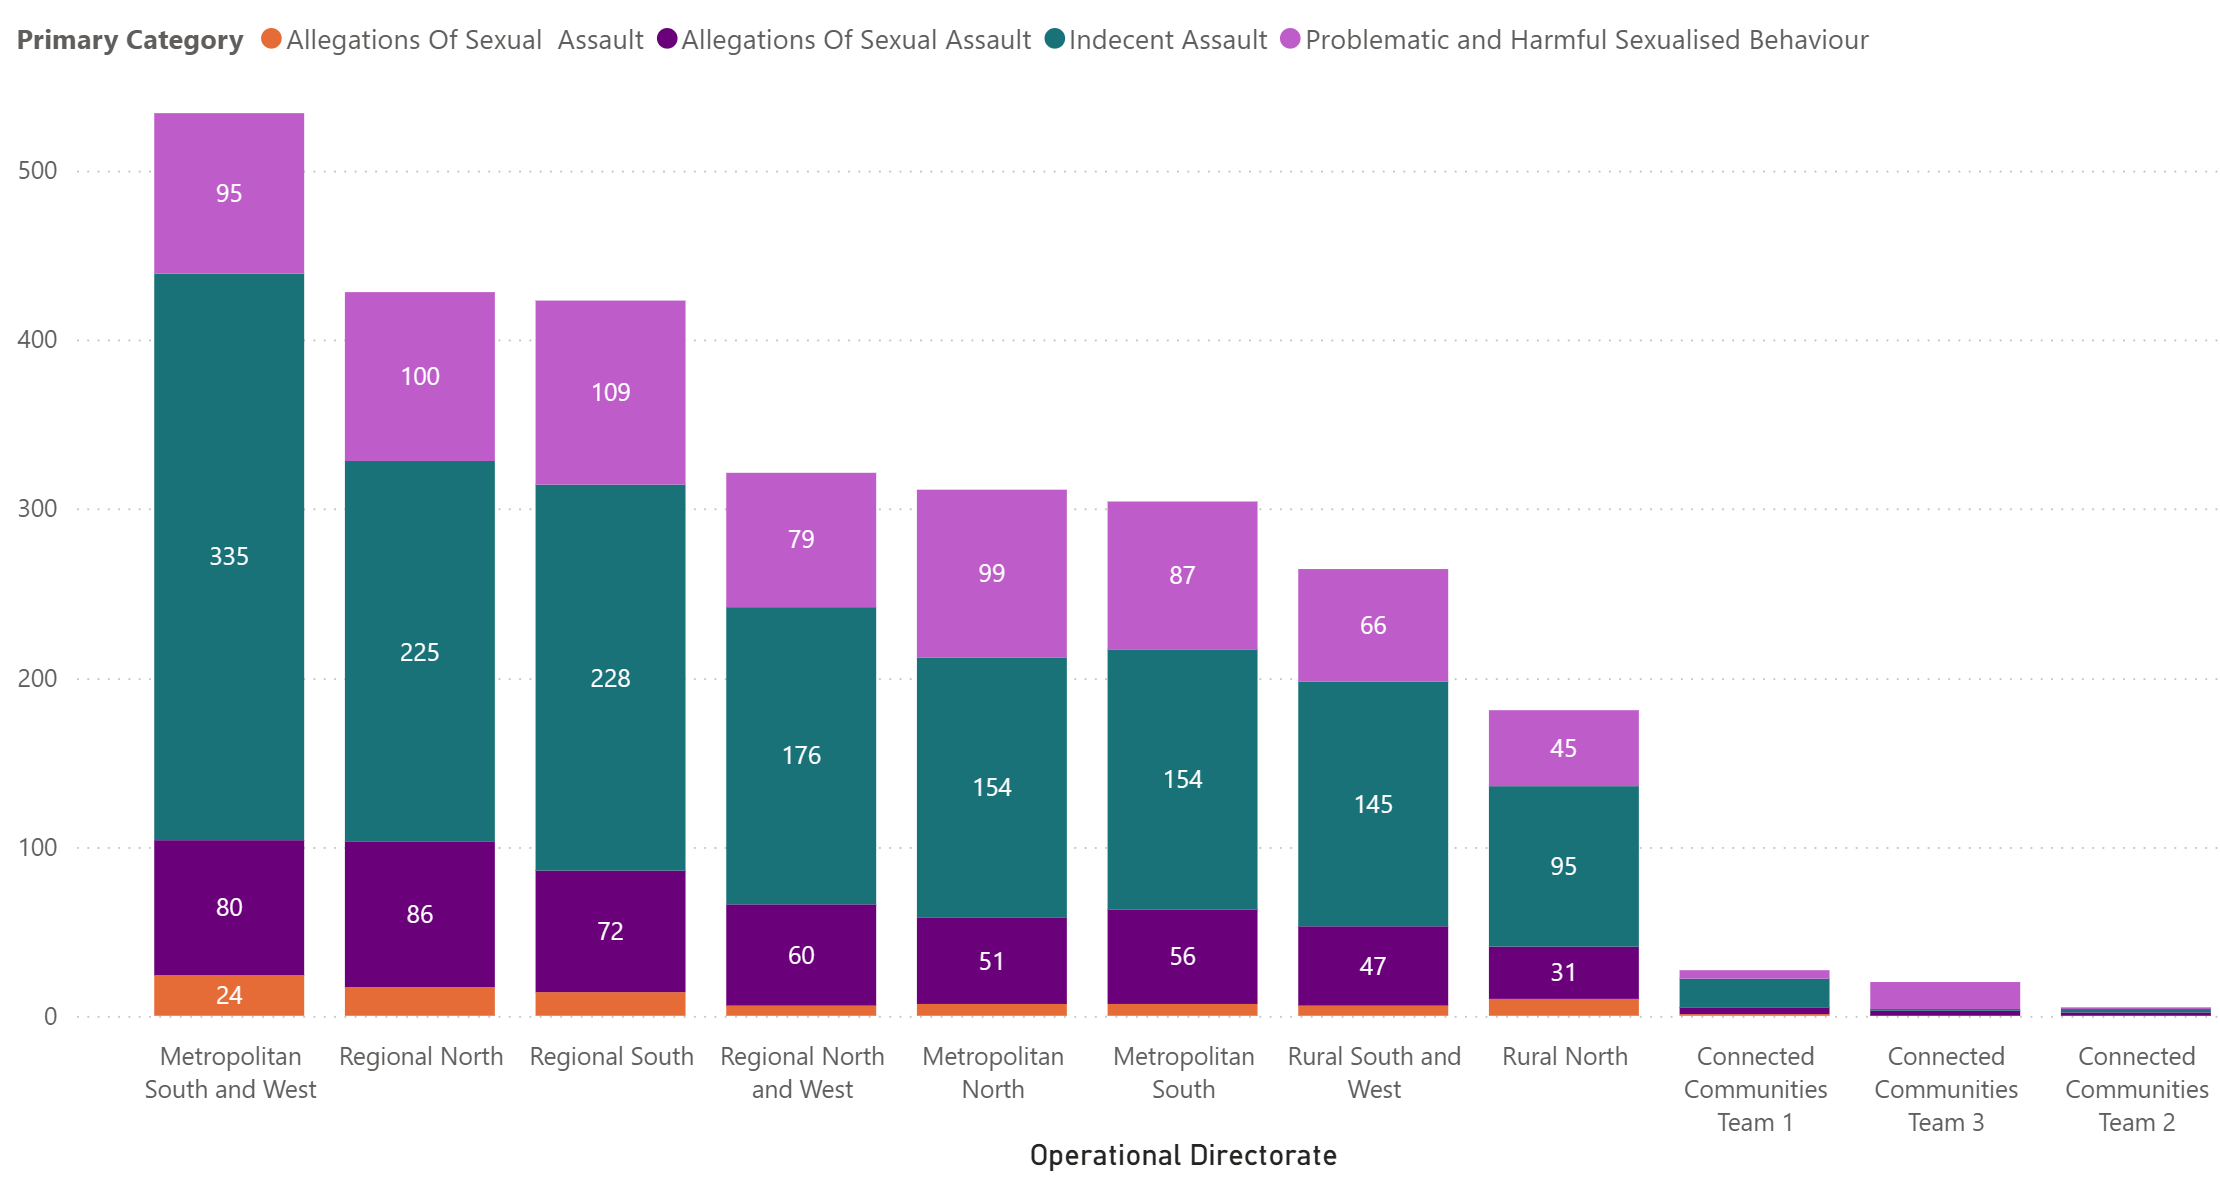 Primary Category Allegations Of Sexual  Assault Allegations Of Sexual Assault Indecent Assault Problematic and Harmful Sexualised Behaviour
500
400
300
200
100
0
95
335
80
24
100
225
86
109
228
72
79
176
60
99
154
51
87
154
56
66
145
47
45
95
31
Metropolitan
South and West
Regional North
Regional South
Regional North
and West
Metropolitan
North
Metropolitan
South
Rural South and
West
Rural North
Connected
Communities
Team 1
Connected
Communities
Team 3
Connected
Communities
Team 2
Operational Directorate